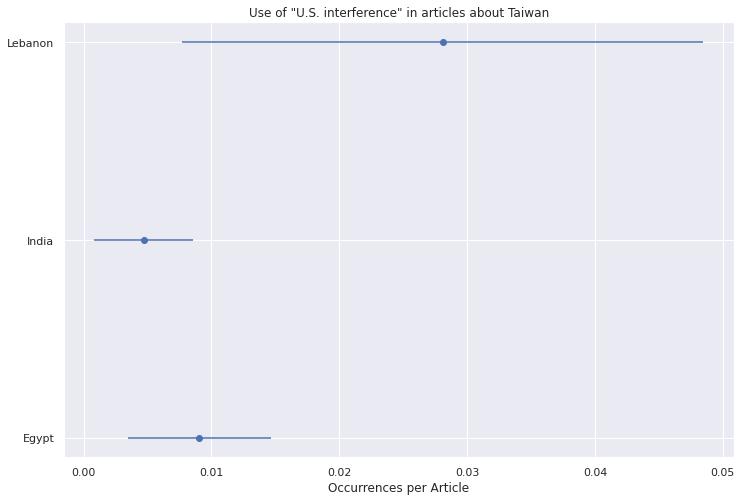 Use of "U.S. interference" in articles about Taiwan
Lebanon
India
Egypt
0.00 0.01 0.02 0.03 0.04 0.05
Occurrences per Article